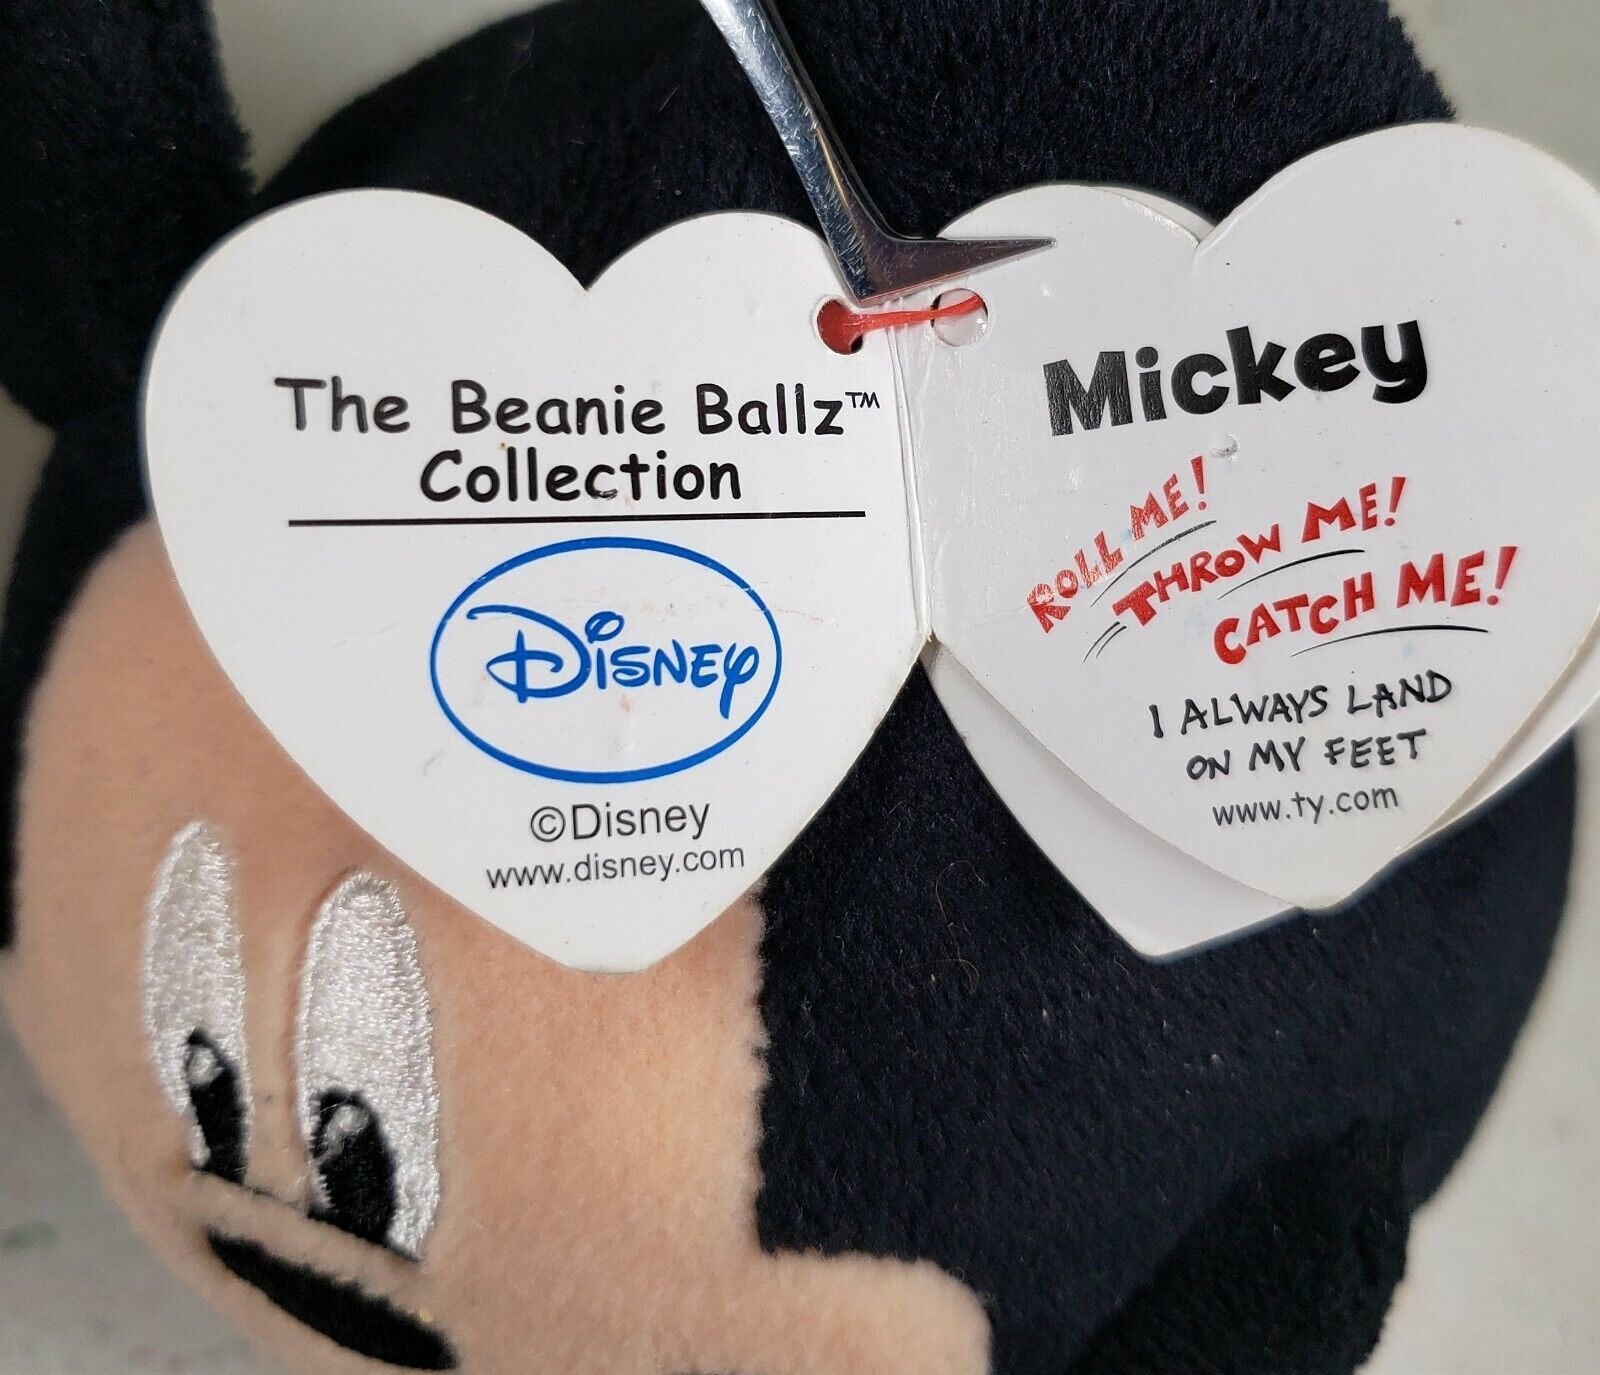 The Beanie Ballz™
Collection
Disney
©Disney
www.disney.com
Mickey
ROLL ME!
THROW ME!
CATCH ME!
I ALWAYS LAND
ON MY FEET
www.ty.com